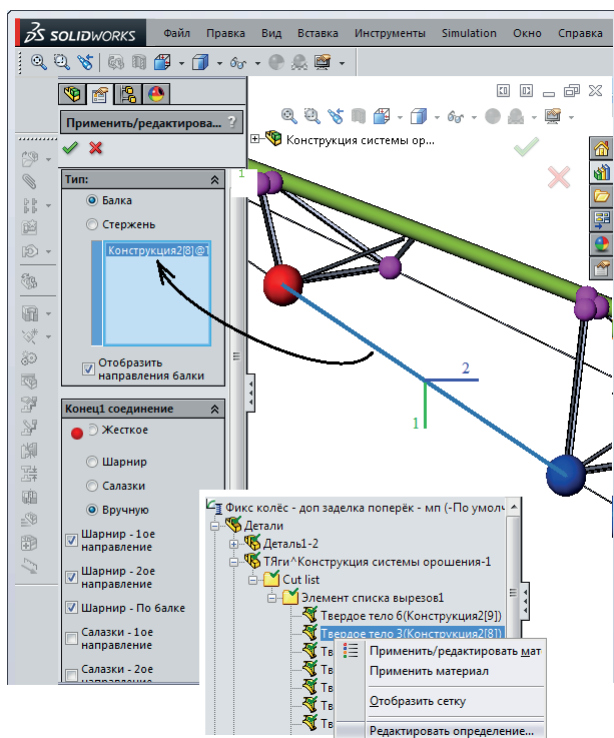 SOLIDWORKS Файл Правка Вид Вставка Инструменты Simulation Окно Справка
Применить/редактирова... ?
Конструкция системы ор...
Тип:
1
Балка
Стержень
Конструкция2[8]@1
Отобразить
направления балки
2
1
Конец1 соединение
Жесткое
Шарнир
Салазки
Вручную
Шарнир - 1ое
направление
Шарнир - 2ое
направление
Шарнир - По балке
Салазки - 1ое
направление
Салазки - 2ое
Фикс колёс - доп заделка поперёк - мп (-По умолч
Детали
Деталь1-2
ТЯги^Конструкция системы орошения-1
Cut list
Элемент списка вырезов1
Твердое тело 6(Конструкция2[9])
Твердое тело 3(Конструкция2[8])
Тв Применить/редактировать мат
Тв Применить материал
Тв Отобразить сетку
Тв Редактировать определение...